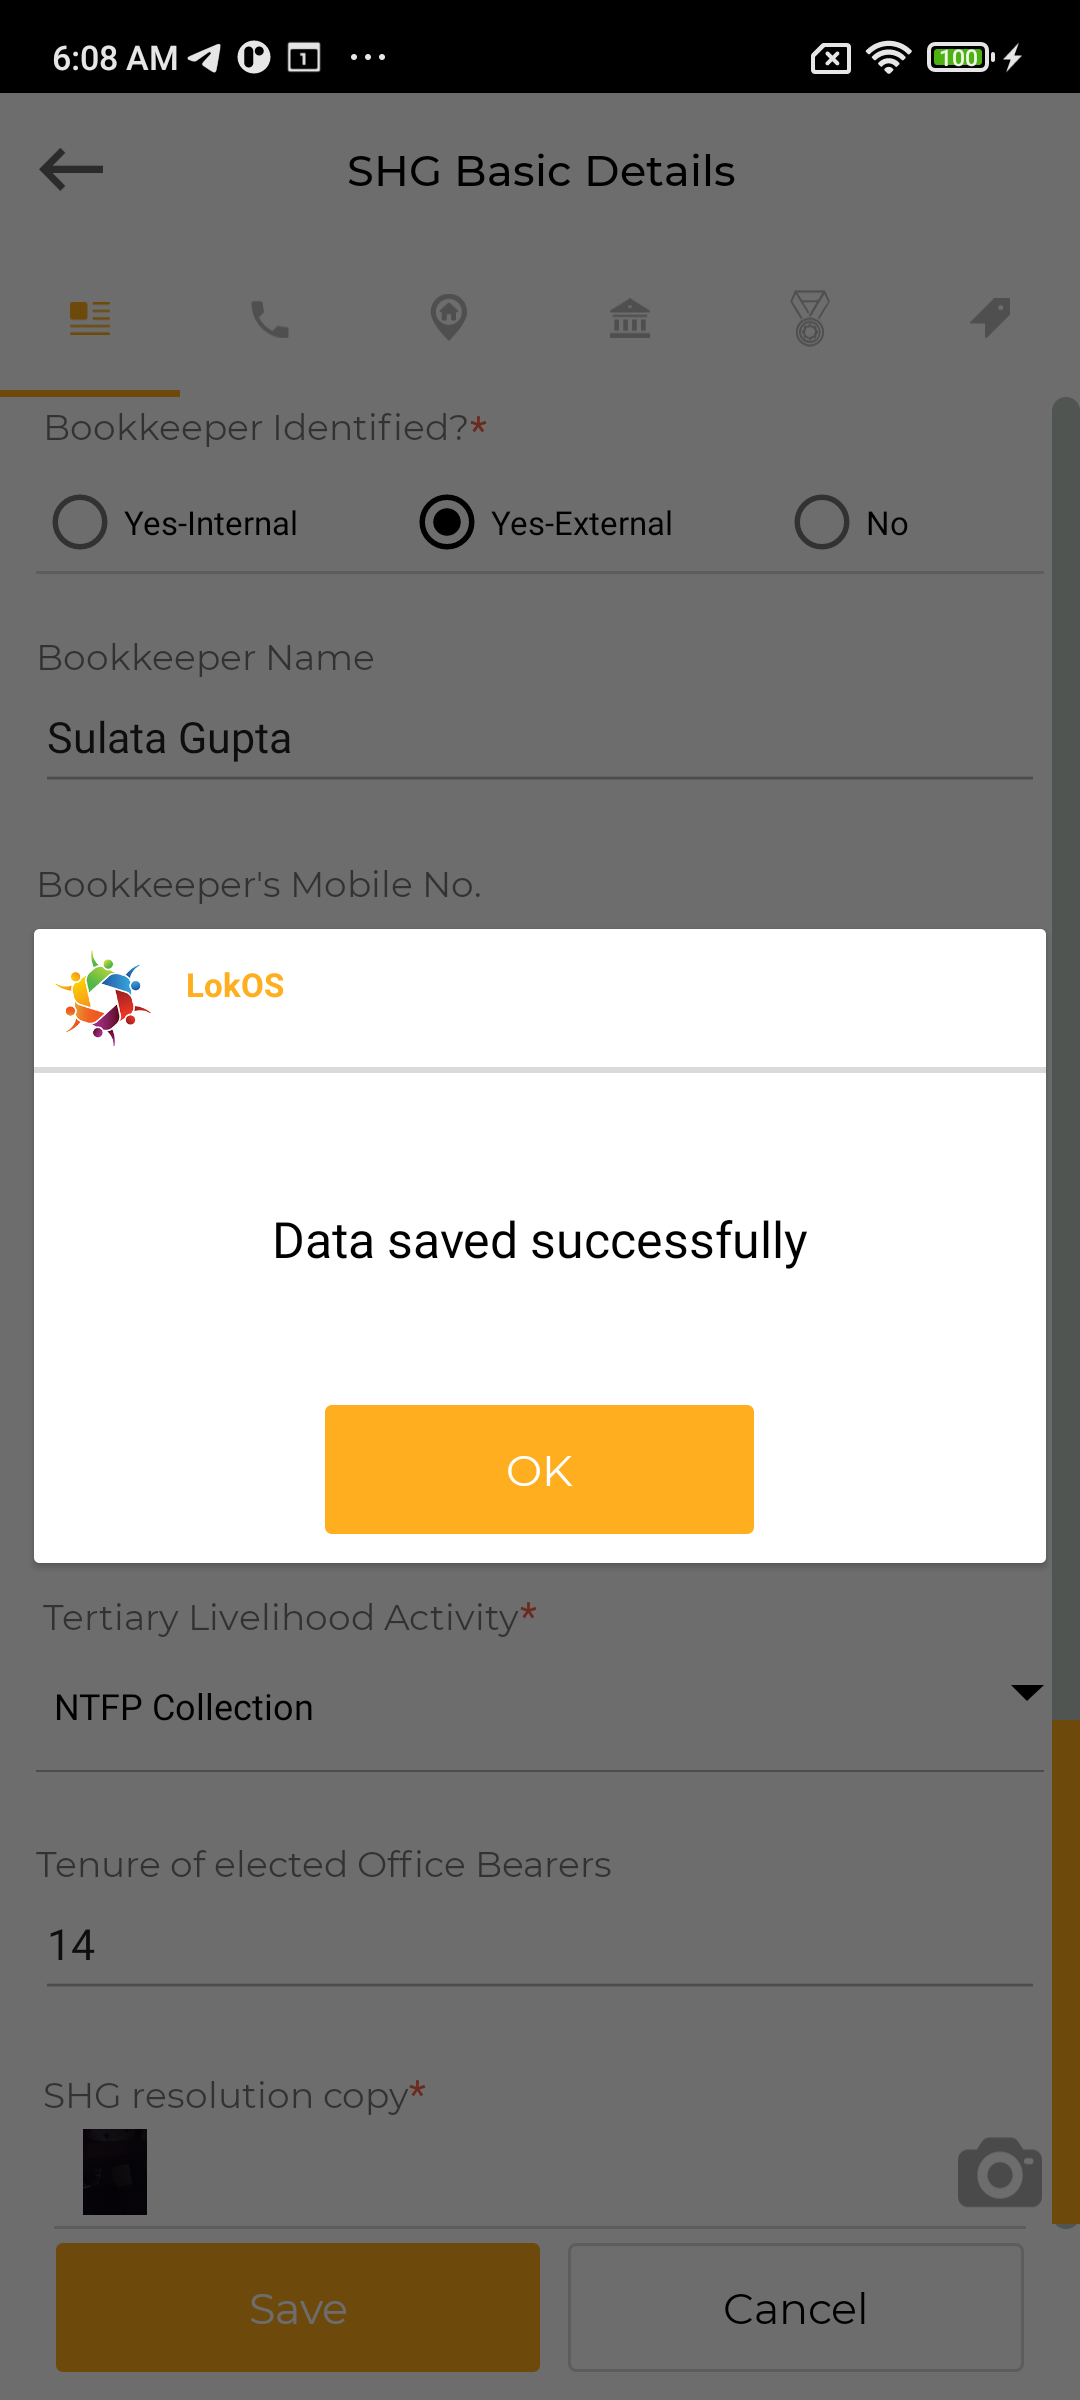 6:08 AM
1
100
SHG Basic Details
Bookkeeper Identified?*
Yes-Internal Yes-External No
Bookkeeper Name
Sulata Gupta
Bookkeeper's Mobile No.
LokOS
Data saved successfully
OK
Tertiary Livelihood Activity*
NTFP Collection
Tenure of elected Office Bearers
14
SHG resolution copy*
Save Cancel